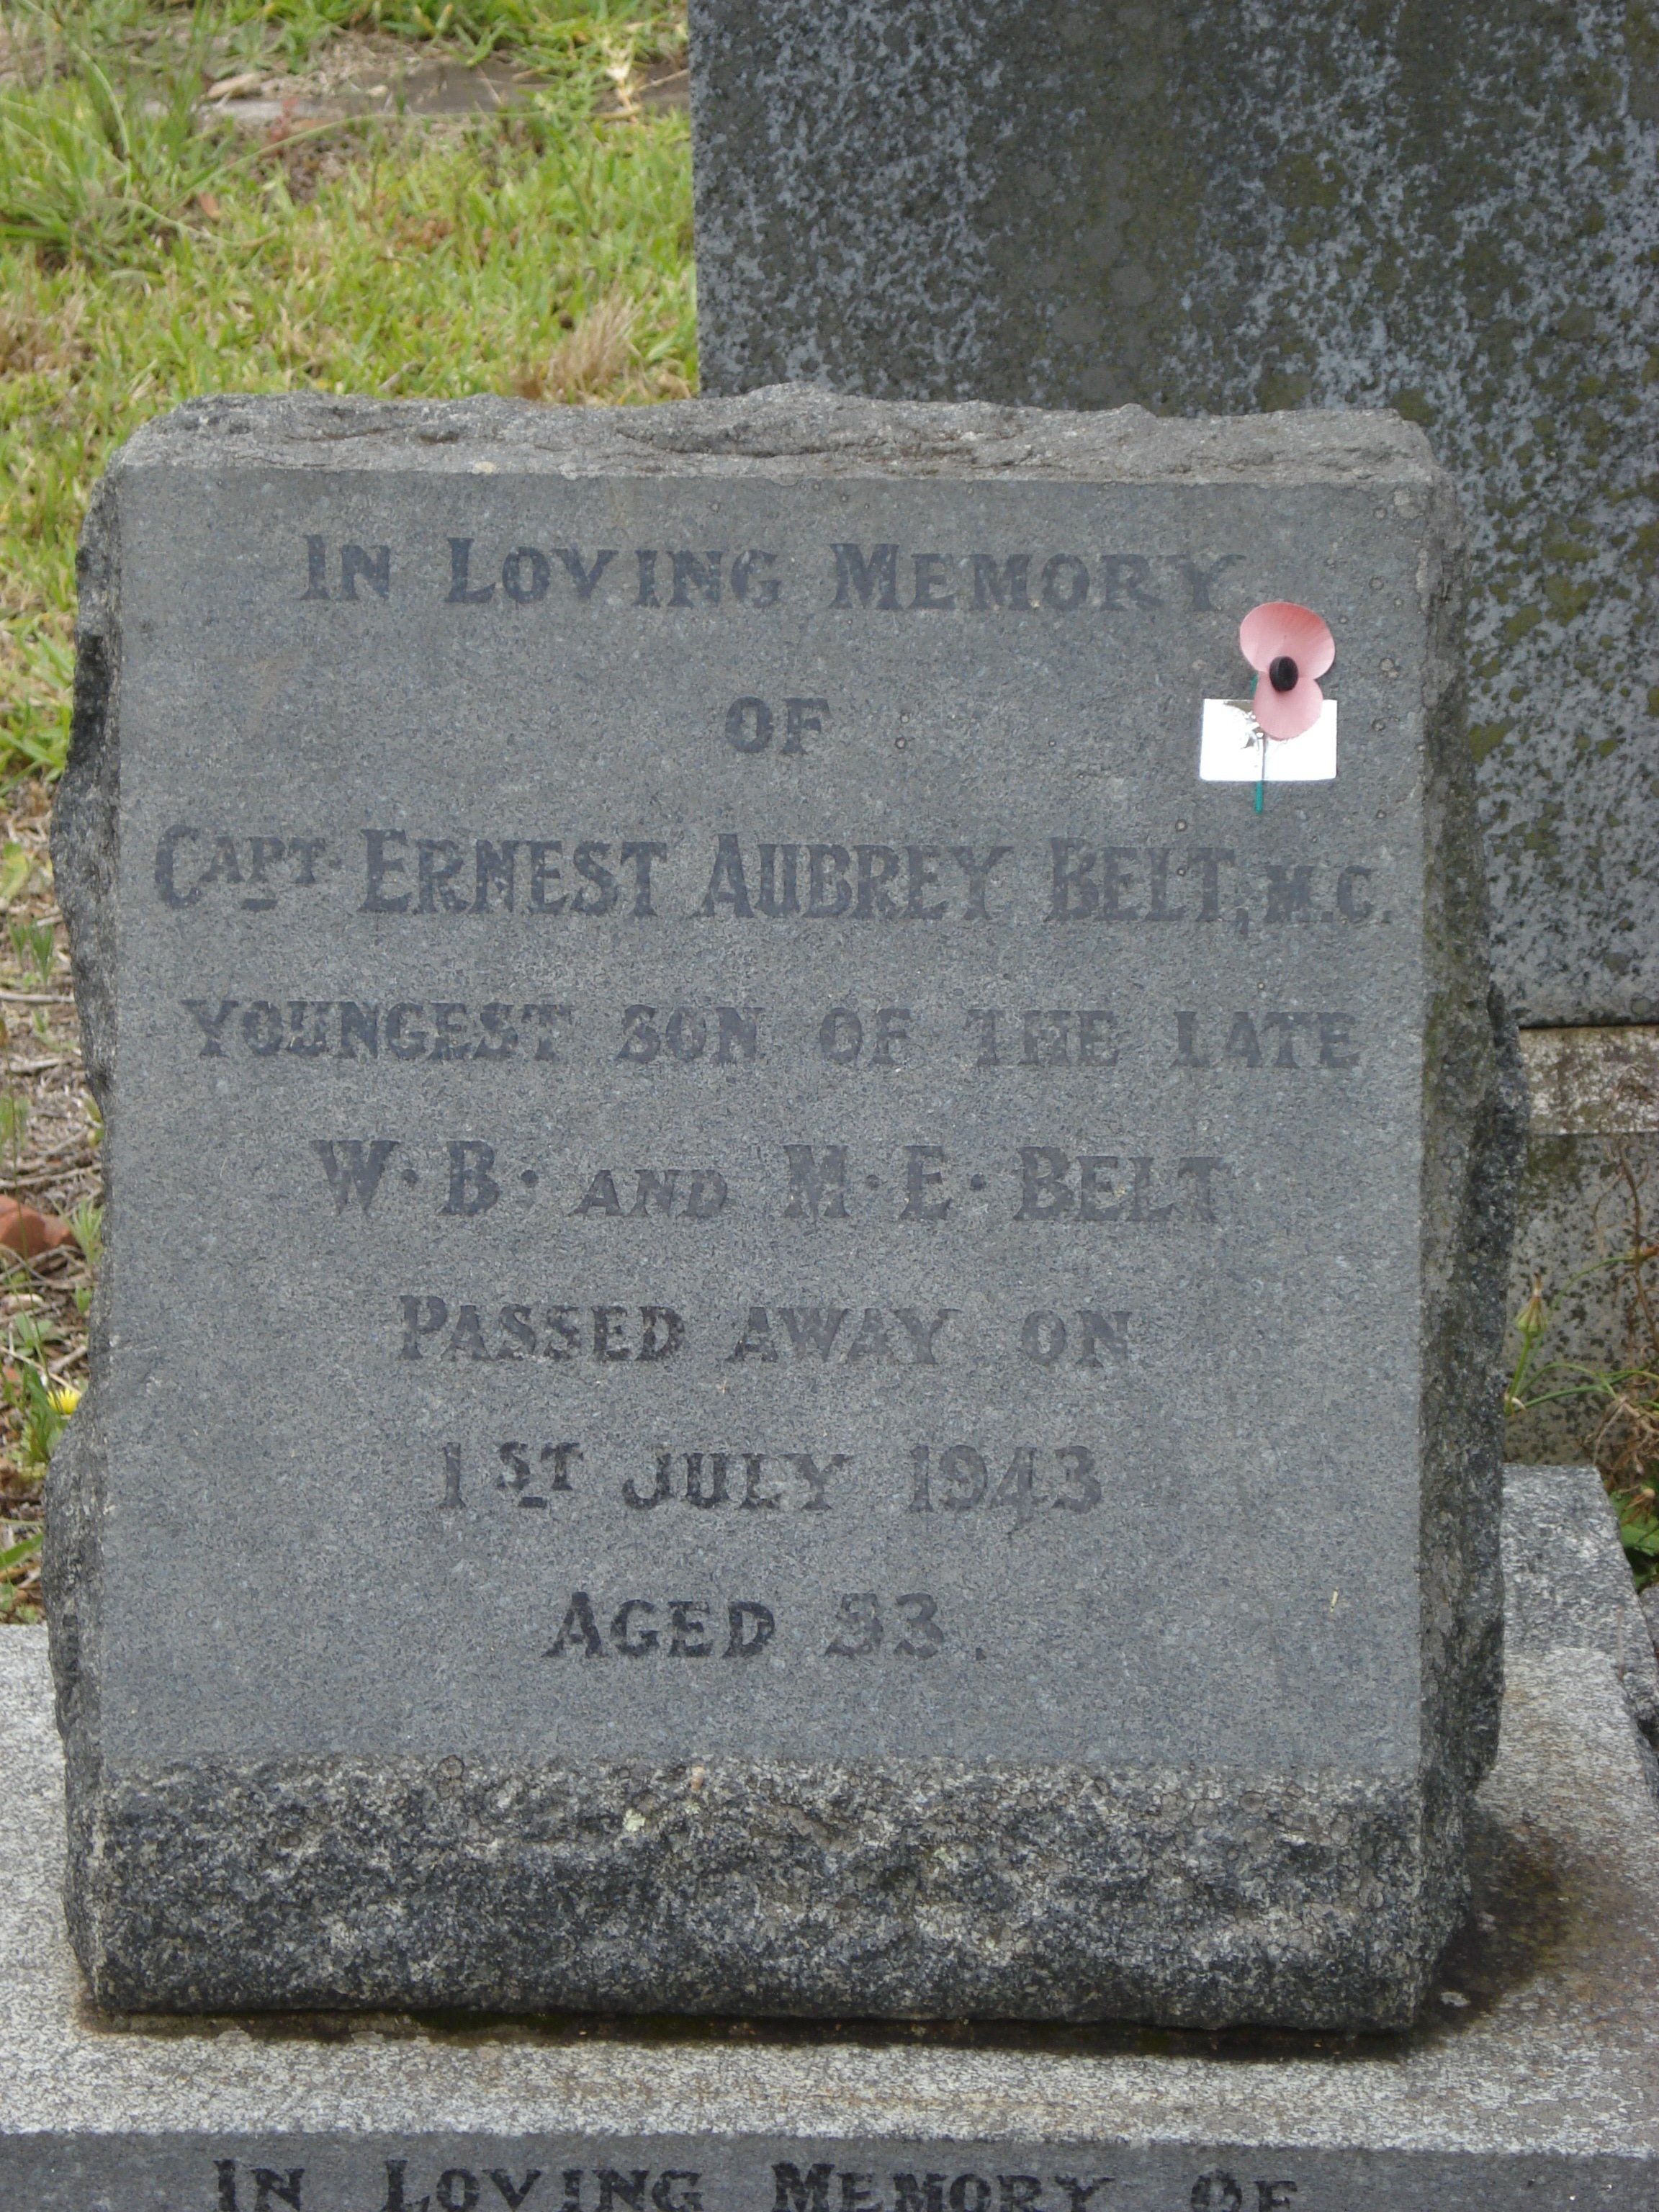 IN LOVING MEMORY
OF
CAPT. ERNEST AUBREY BELT, M.C.
YOUNGEST SON OF THE LATE
W. B. AND M. E. BELT
PASSED AWAY ON
1ST JULY 1943
AGED 53.
IN LOVING MEMORY OF